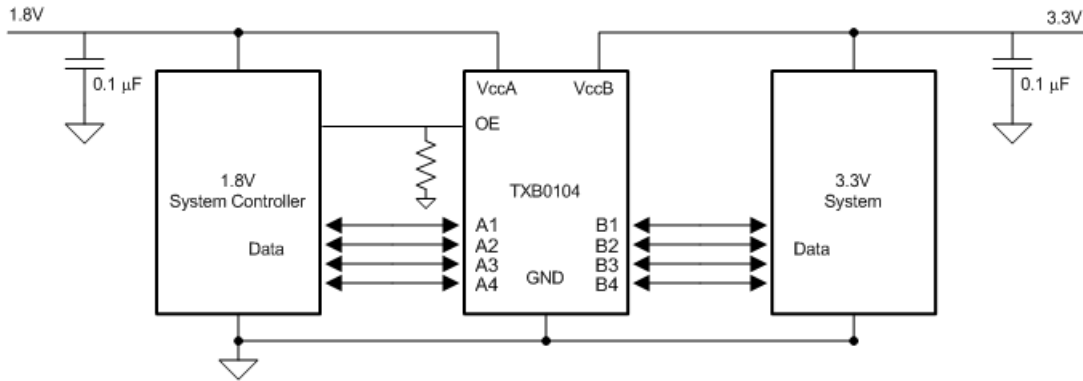 1.8V
3.3V
0.1 μF
0.1 μF
VccA
VccB
OE
1.8V
System Controller
TXB0104
3.3V
System
Data
A1
A2
A3
A4
GND
B1
B2
B3
B4
Data